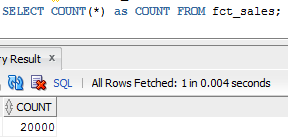 SELECT COUNT(*) as COUNT FROM fct_sales;
ry Result x
SQL | All Rows Fetched: 1 in 0.004 seconds
COUNT
20000